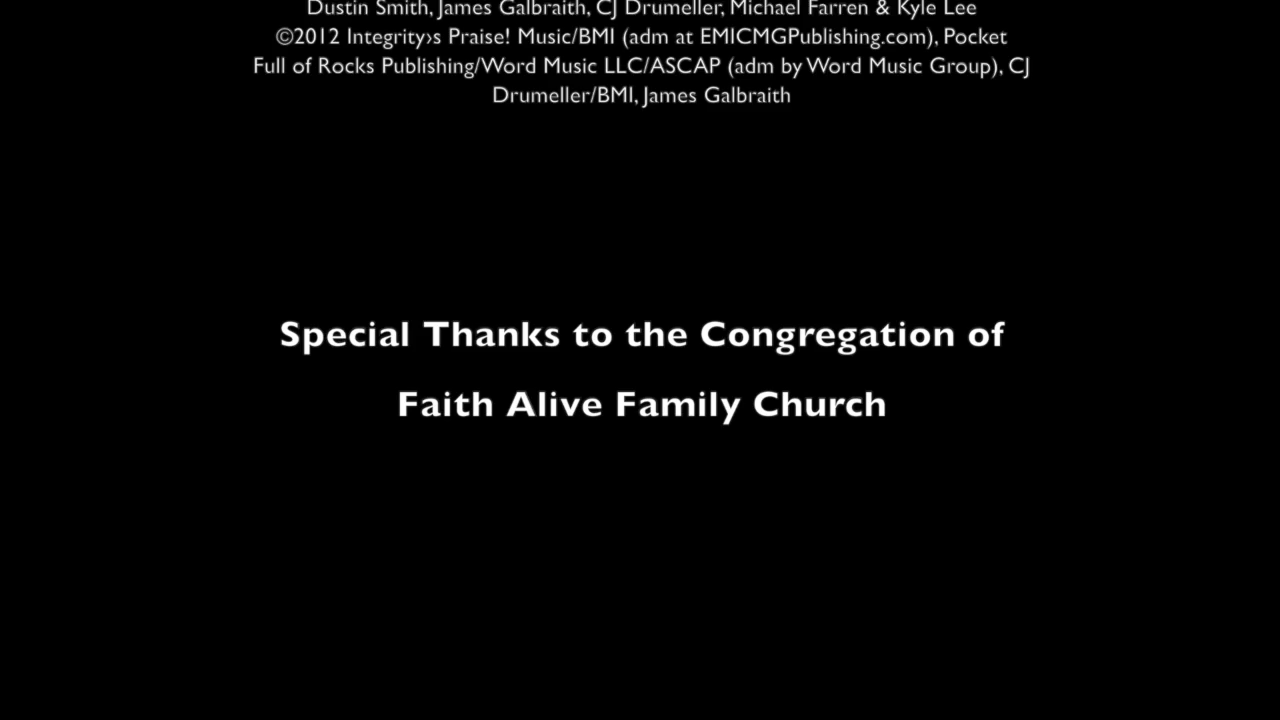 Dustin Smith, James Galbraith, CJ Drumeller, Michael Farren & Kyle Lee
©2012 Integrity›s Praise! Music/BMI (adm at EMICMGPublishing.com), Pocket
Full of Rocks Publishing/Word Music LLC/ASCAP (adm by Word Music Group), CJ
Drumeller/BMI, James Galbraith
Special Thanks to the Congregation of
Faith Alive Family Church